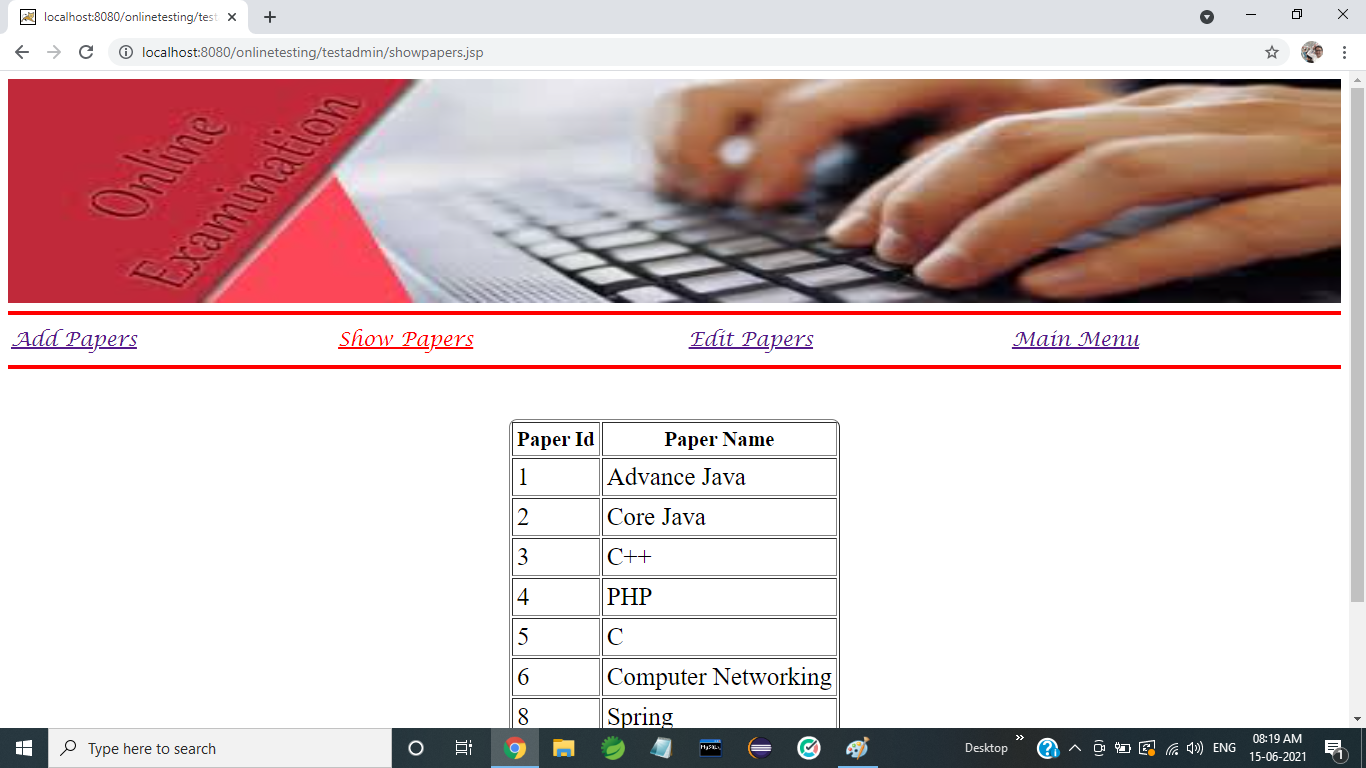 localhost:8080/onlinetesting/test
localhost:8080/onlinetesting/testadmin/showpapers.jsp
Online
Examination
Add Papers Show Papers Edit Papers Main Menu
Paper Id Paper Name
1 Advance Java
2 Core Java
3 C++
4 PHP
5 C
6 Computer Networking
8 Spring
Type here to search
MySQL
Desktop
ENG
08:19 AM
15-06-2021
1